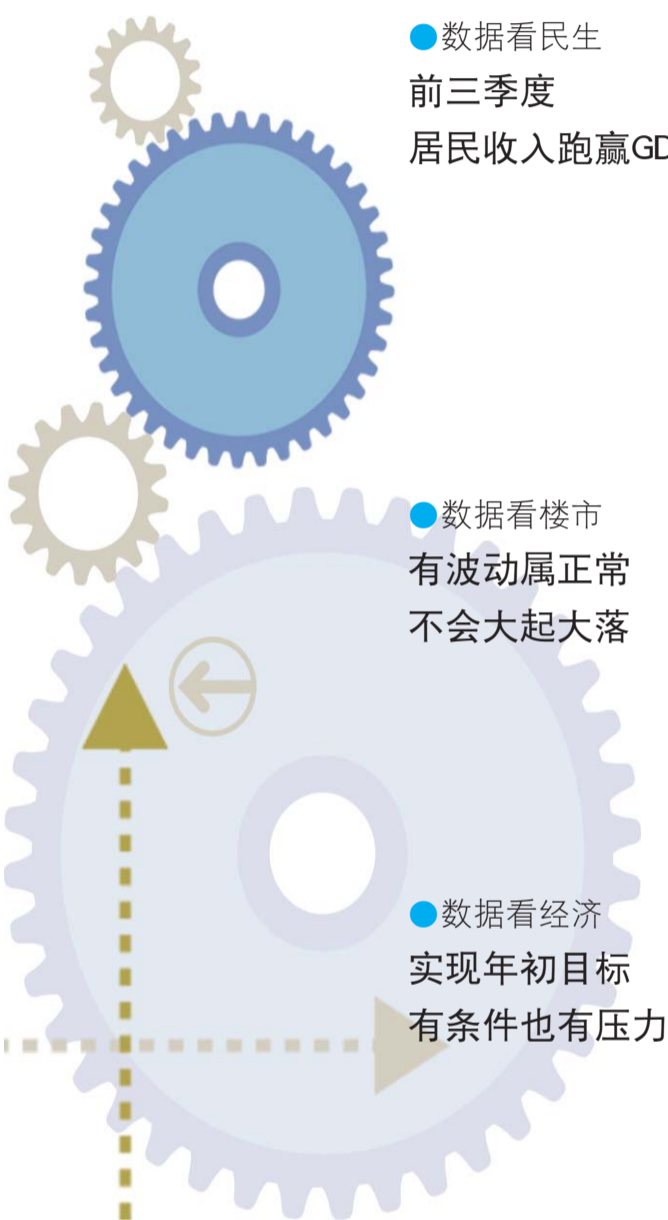 ●数据看民生
前三季度
居民收入跑赢GD
●数据看楼市
有波动属正常
不会大起大落
●数据看经济
实现年初目标
有条件也有压力